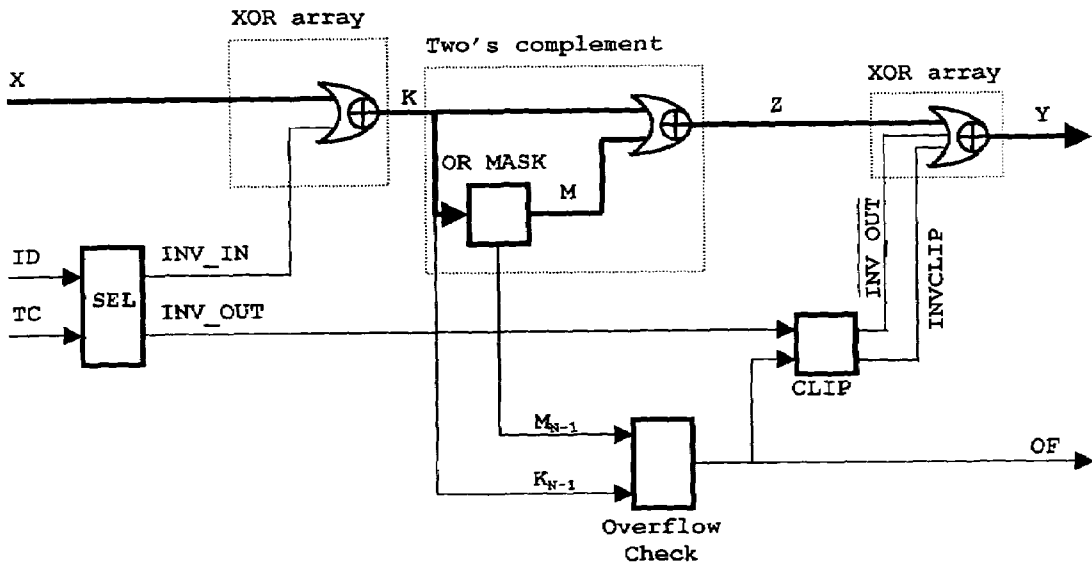 XOR array
Two's complement
XOR array
X
K
Z
Y
OR MASK
M
ID
INV_IN
SEL
TC
INV_OUT
INV_OUT
INVCLIP
CLIP
M_{N-1}
OF
K_{N-1}
Overflow
Check